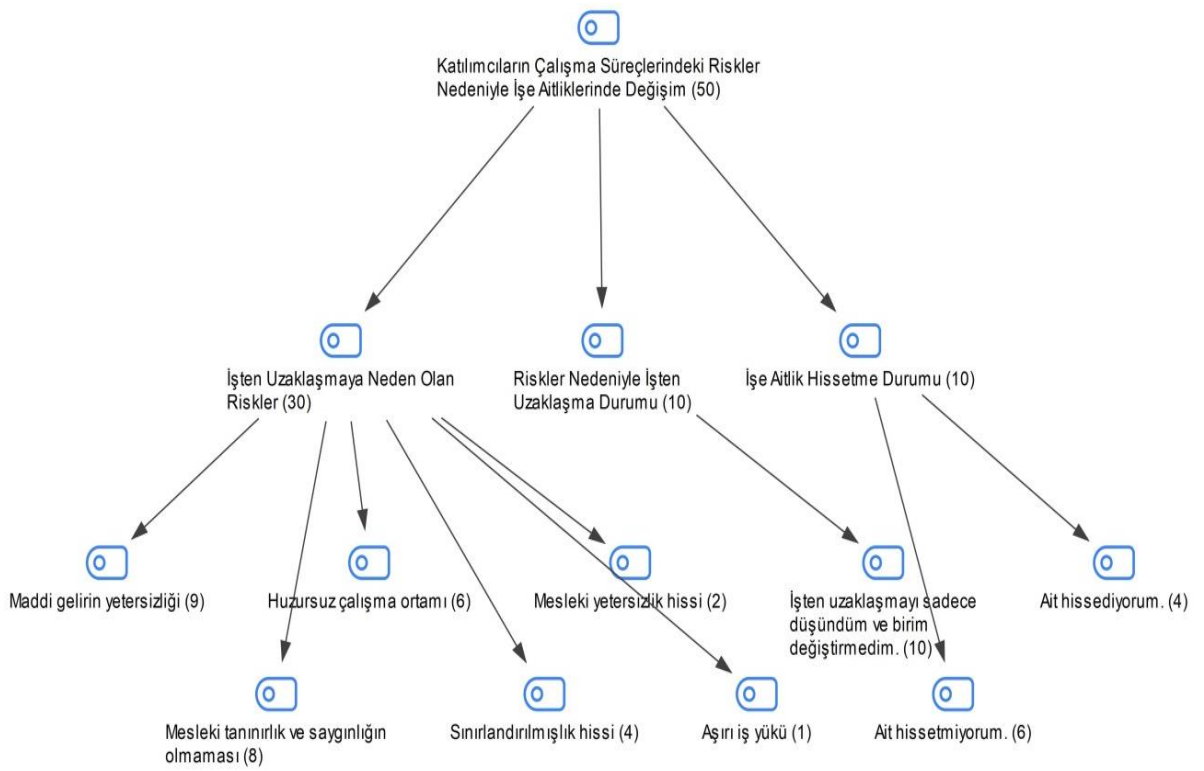 Katılımcıların Çalışma Süreçlerindeki Riskler
Nedeniyle İşe Aitliklerinde Değişim (50)
İşten Uzaklaşmaya Neden Olan
Riskler (30)
Riskler Nedeniyle İşten
Uzaklaşma Durumu (10)
İşe Aitlik Hissetme Durumu (10)
Maddi gelirin yetersizliği (9)
Huzursuz çalışma ortamı (6)
Mesleki yetersizlik hissi (2)
İşten uzaklaşmayı sadece
düşündüm ve birim
değiştirmedim. (10)
Ait hissediyorum. (4)
Mesleki tanınırlık ve saygınlığın
olmaması (8)
Sınırlandırılmışlık hissi (4)
Aşırı iş yükü (1)
Ait hissetmiyorum. (6)